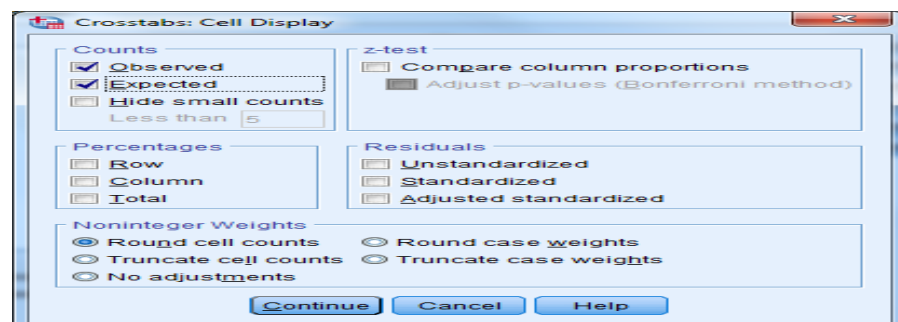 Crosstabs: Cell Display
Counts
Observed
Expected
Hide small counts
Less than 5
z-test
Compare column proportions
Adjust p-values (Bonferroni method)
Percentages
Row
Column
Total
Residuals
Unstandardized
Standardized
Adjusted standardized
Noninteger Weights
Round cell counts
Round case weights
Truncate cell counts
Truncate case weights
No adjustments
Continue
Cancel
Help